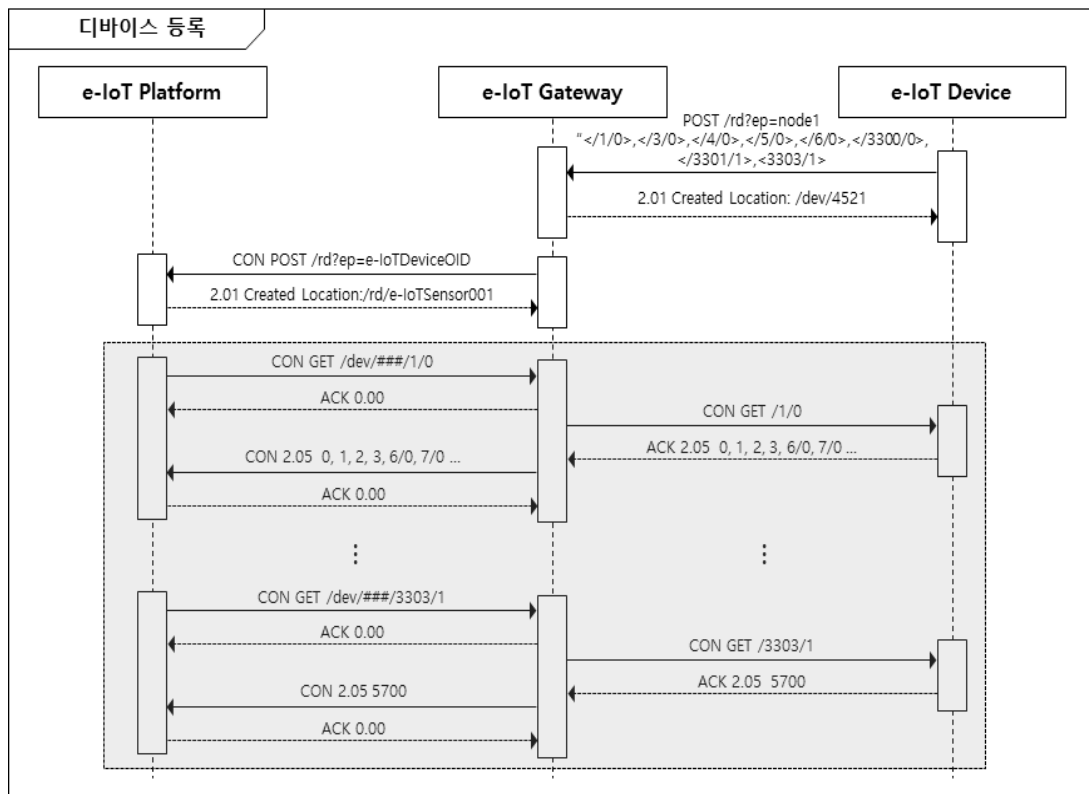 디바이스 등록
e-IoT Platform
e-IoT Gateway
e-IoT Device
POST /rd?ep=node1
"</1/0>,</3/0>,</4/0>,</5/0>,</6/0>,</3300/0>,
</3301/1>,<3303/1>
2.01 Created Location: /dev/4521
CON POST /rd?ep=e-IoTDeviceOID
2.01 Created Location:/rd/e-IoTSensor001
CON GET /dev/###/1/0
ACK 0.00
CON GET /1/0
ACK 2.05 0, 1, 2, 3, 6/0, 7/0 ...
CON 2.05 0, 1, 2, 3, 6/0, 7/0 ...
ACK 0.00
CON GET /dev/###/3303/1
ACK 0.00
CON GET /3303/1
ACK 2.05 5700
CON 2.05 5700
ACK 0.00